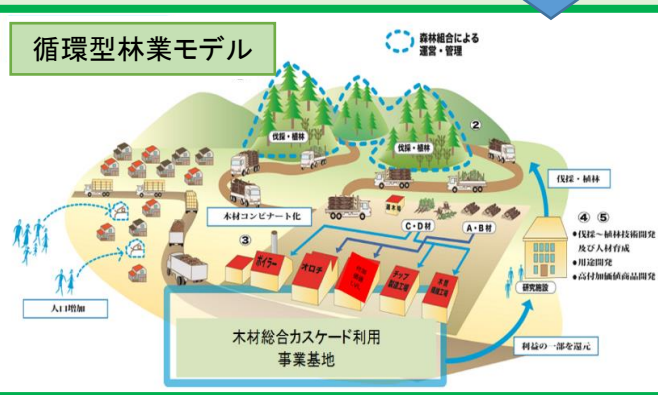 循環型林業モデル
森林組合による
運営・管理
伐採・植林
伐採・植林
②
伐採・植林
木材コンビナート化
C・D材
A・B材
④ ⑤
●伐採～植林技術開発
及び人材育成
●用途開発
●高付加価値商品開発
③
ボイラー
オロチ
チップ
製造工場
研究施設
人口増加
木材総合カスケード利用
事業基地
利益の一部を還元